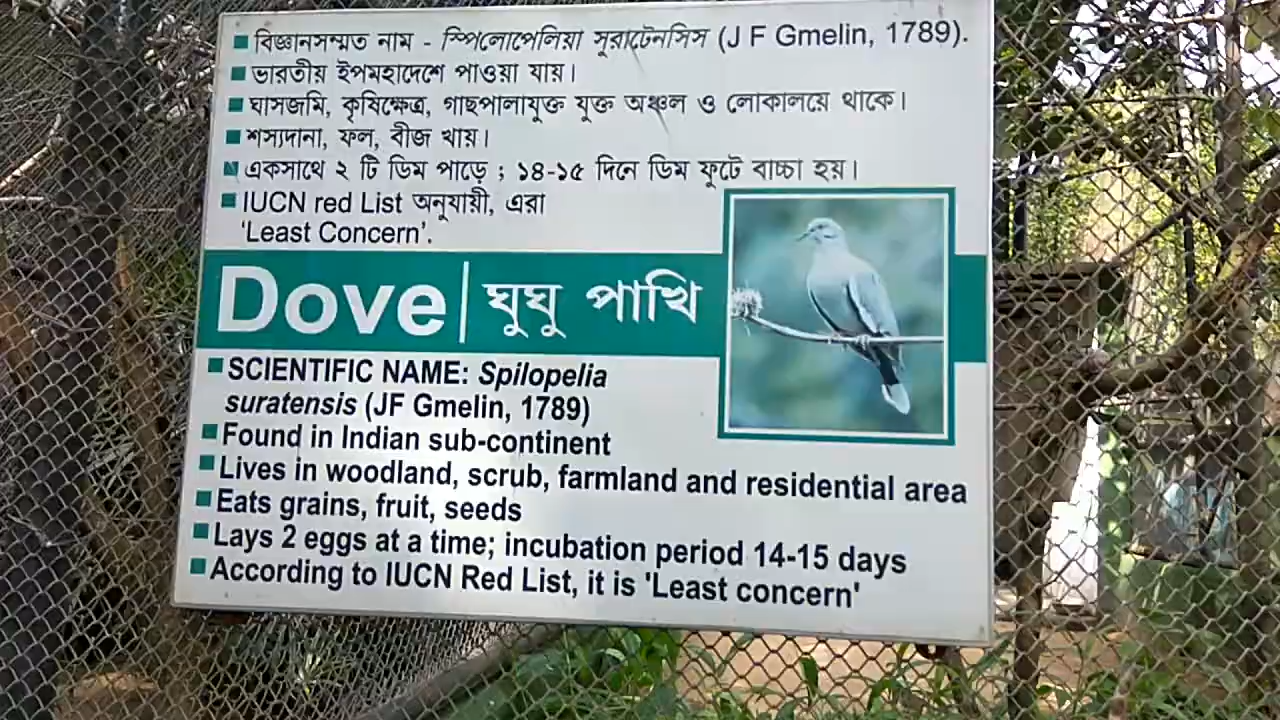 বিজ্ঞানসম্মত নাম - স্পিলোপেলিয়া সুরাটেনসিস (J F Gmelin, 1789).
ভারতীয় ইপমহাদেশে পাওয়া যায়।
ঘাসজমি, কৃষিক্ষেত্র, গাছপালাযুক্ত যুক্ত অঞ্চল ও লোকালয়ে থাকে।
শস্যদানা, ফল, বীজ খায়।
একসাথে ২ টি ডিম পাড়ে ; ১৪-১৫ দিনে ডিম ফুটে বাচ্চা হয়।
IUCN red List অনুযায়ী, এরা
‘Least Concern’.
Dove | ঘুঘু পাখি
SCIENTIFIC NAME: Spilopelia
suratensis (JF Gmelin, 1789)
Found in Indian sub-continent
Lives in woodland, scrub, farmland and residential area
Eats grains, fruit, seeds
Lays 2 eggs at a time; incubation period 14-15 days
According to IUCN Red List, it is 'Least concern'